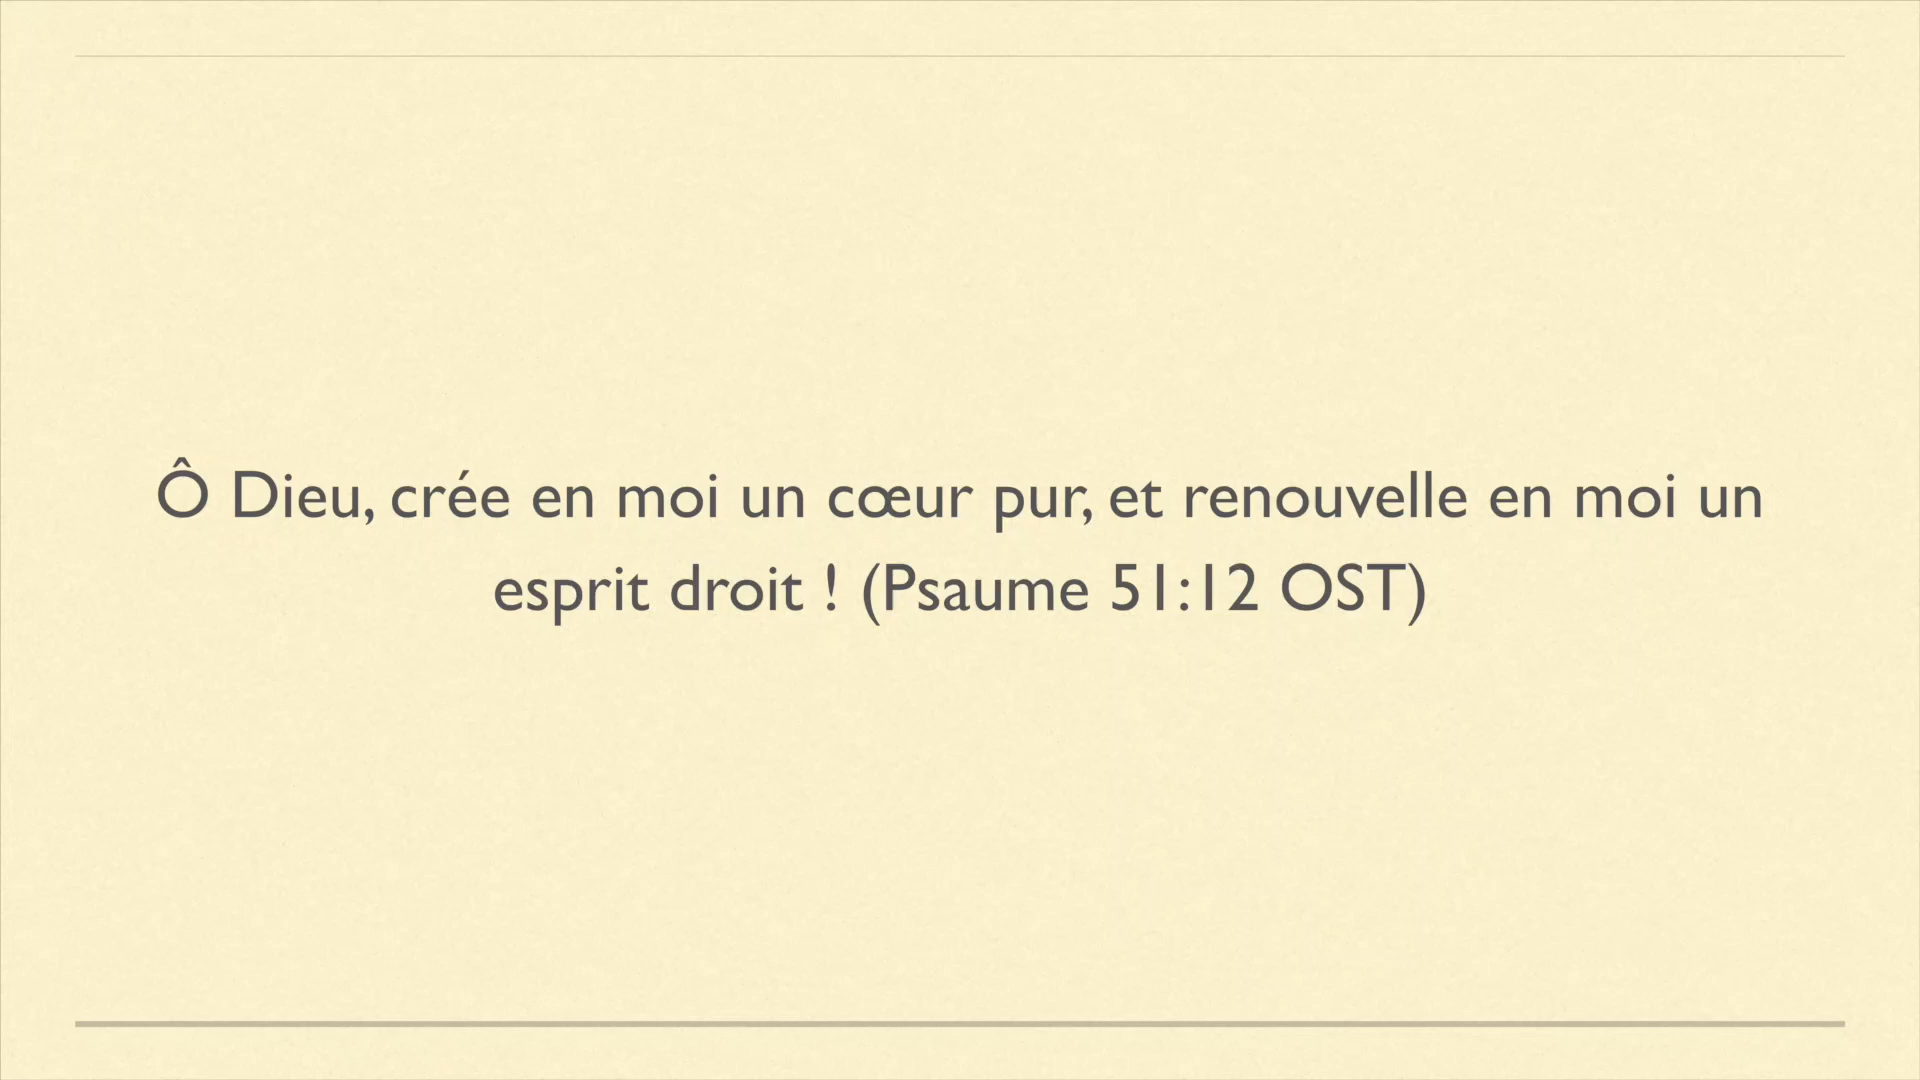 Ô Dieu, crée en moi un cœur pur, et renouvelle en moi un
esprit droit ! (Psaume 51:12 OST)